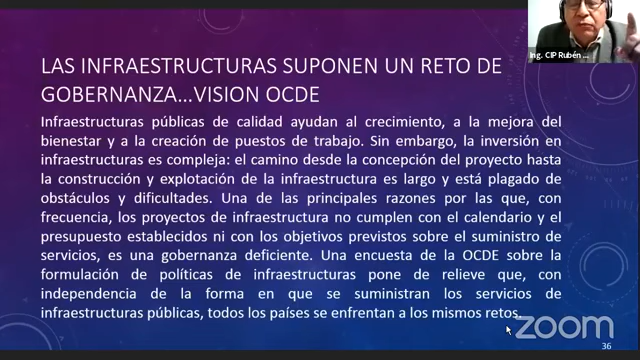 LAS INFRAESTRUCTURAS SUPONEN UN RETO DE
GOBERNANZA...VISION OCDE
Infraestructuras públicas de calidad ayudan al crecimiento, a la mejora del
bienestar y a la creación de puestos de trabajo. Sin embargo, la inversión en
infraestructuras es compleja: el camino desde la concepción del proyecto hasta
la construcción y explotación de la infraestructura es largo y está plagado de
obstáculos y dificultades. Una de las principales razones por las que, con
frecuencia, los proyectos de infraestructura no cumplen con el calendario y el
presupuesto establecidos ni con los objetivos previstos sobre el suministro de
servicios, es una gobernanza deficiente. Una encuesta de la OCDE sobre la
formulación de políticas de infraestructuras pone de relieve que, con
independencia de la forma en que se suministran los servicios de
infraestructuras públicas, todos los países se enfrentan a los mismos retos.
Ing. CIP Rubén ...
zoom
36